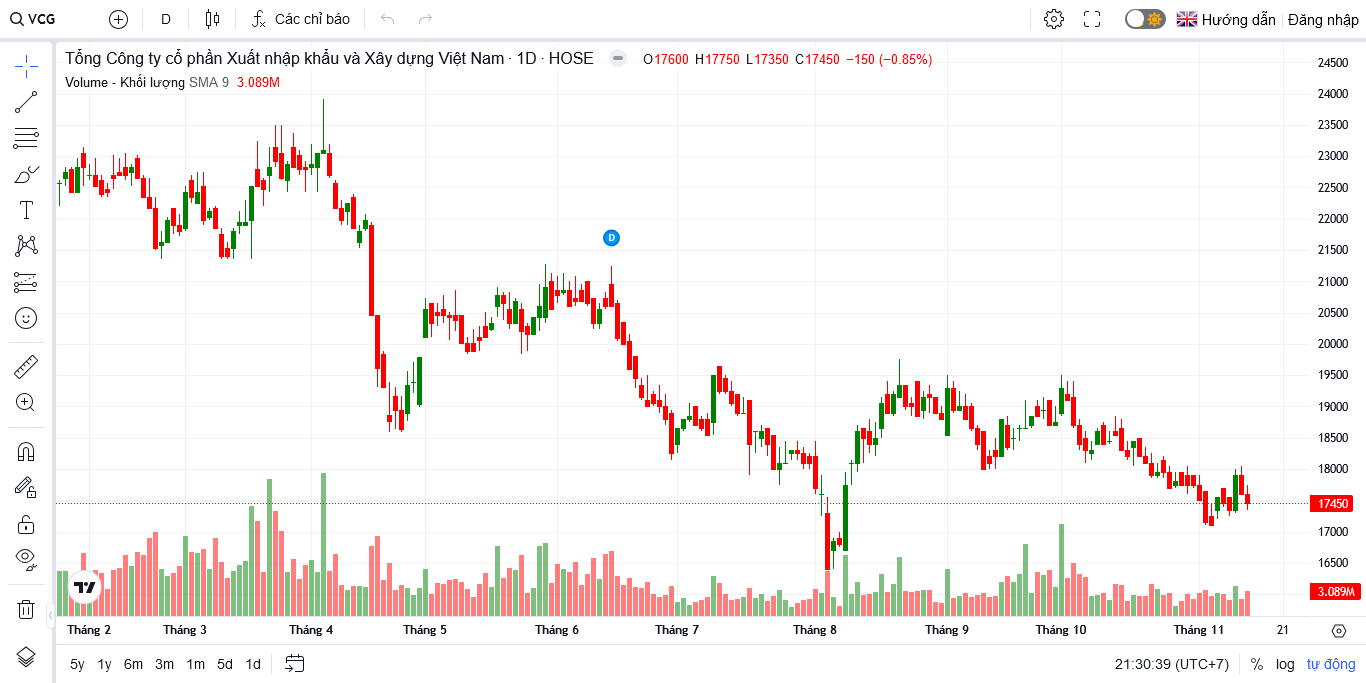 VCG D Các chỉ báo Hướng dẫn Đăng nhập
Tổng Công ty cổ phần Xuất nhập khẩu và Xây dựng Việt Nam · 1D · HOSE O17600 H17750 L17350 C17450 −150 (−0.85%)
Volume - Khối lượng SMA 9 3.089M
24500
24000
23500
23000
22500
22000
D
21500
21000
20500
20000
19500
19000
18500
18000
17450
17000
16500
3.089M
Tháng 2 Tháng 3 Tháng 4 Tháng 5 Tháng 6 Tháng 7 Tháng 8 Tháng 9 Tháng 10 Tháng 11 21
5y 1y 6m 3m 1m 5d 1d 21:30:39 (UTC+7) % log tự động